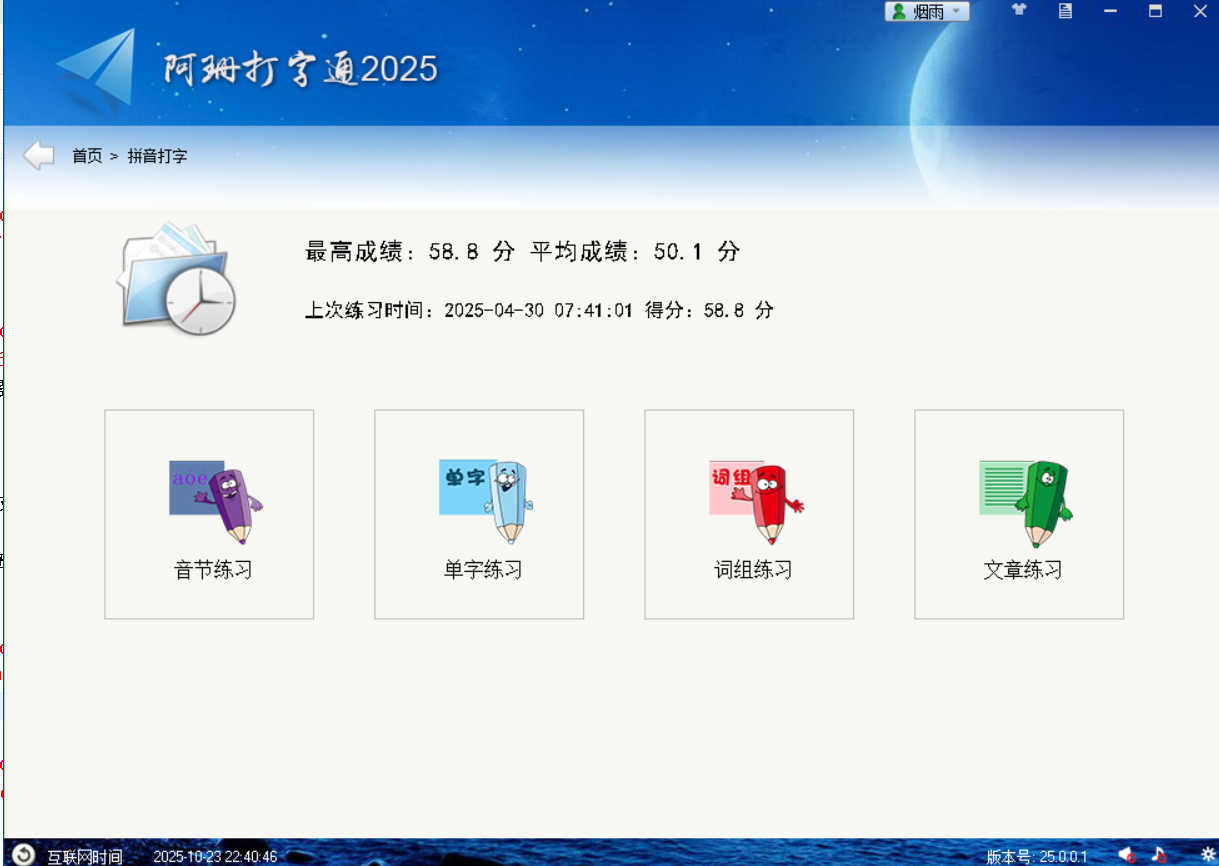 烟雨
阿珊打字通2025
首页 > 拼音打字
最高成绩：58.8 分 平均成绩：50.1 分
上次练习时间：2025-04-30 07:41:01 得分：58.8 分
aoe
单字
词组
音节练习
单字练习
词组练习
文章练习
互联网时间 2025-10-23 22:40:46
版本号: 25.0.0.1